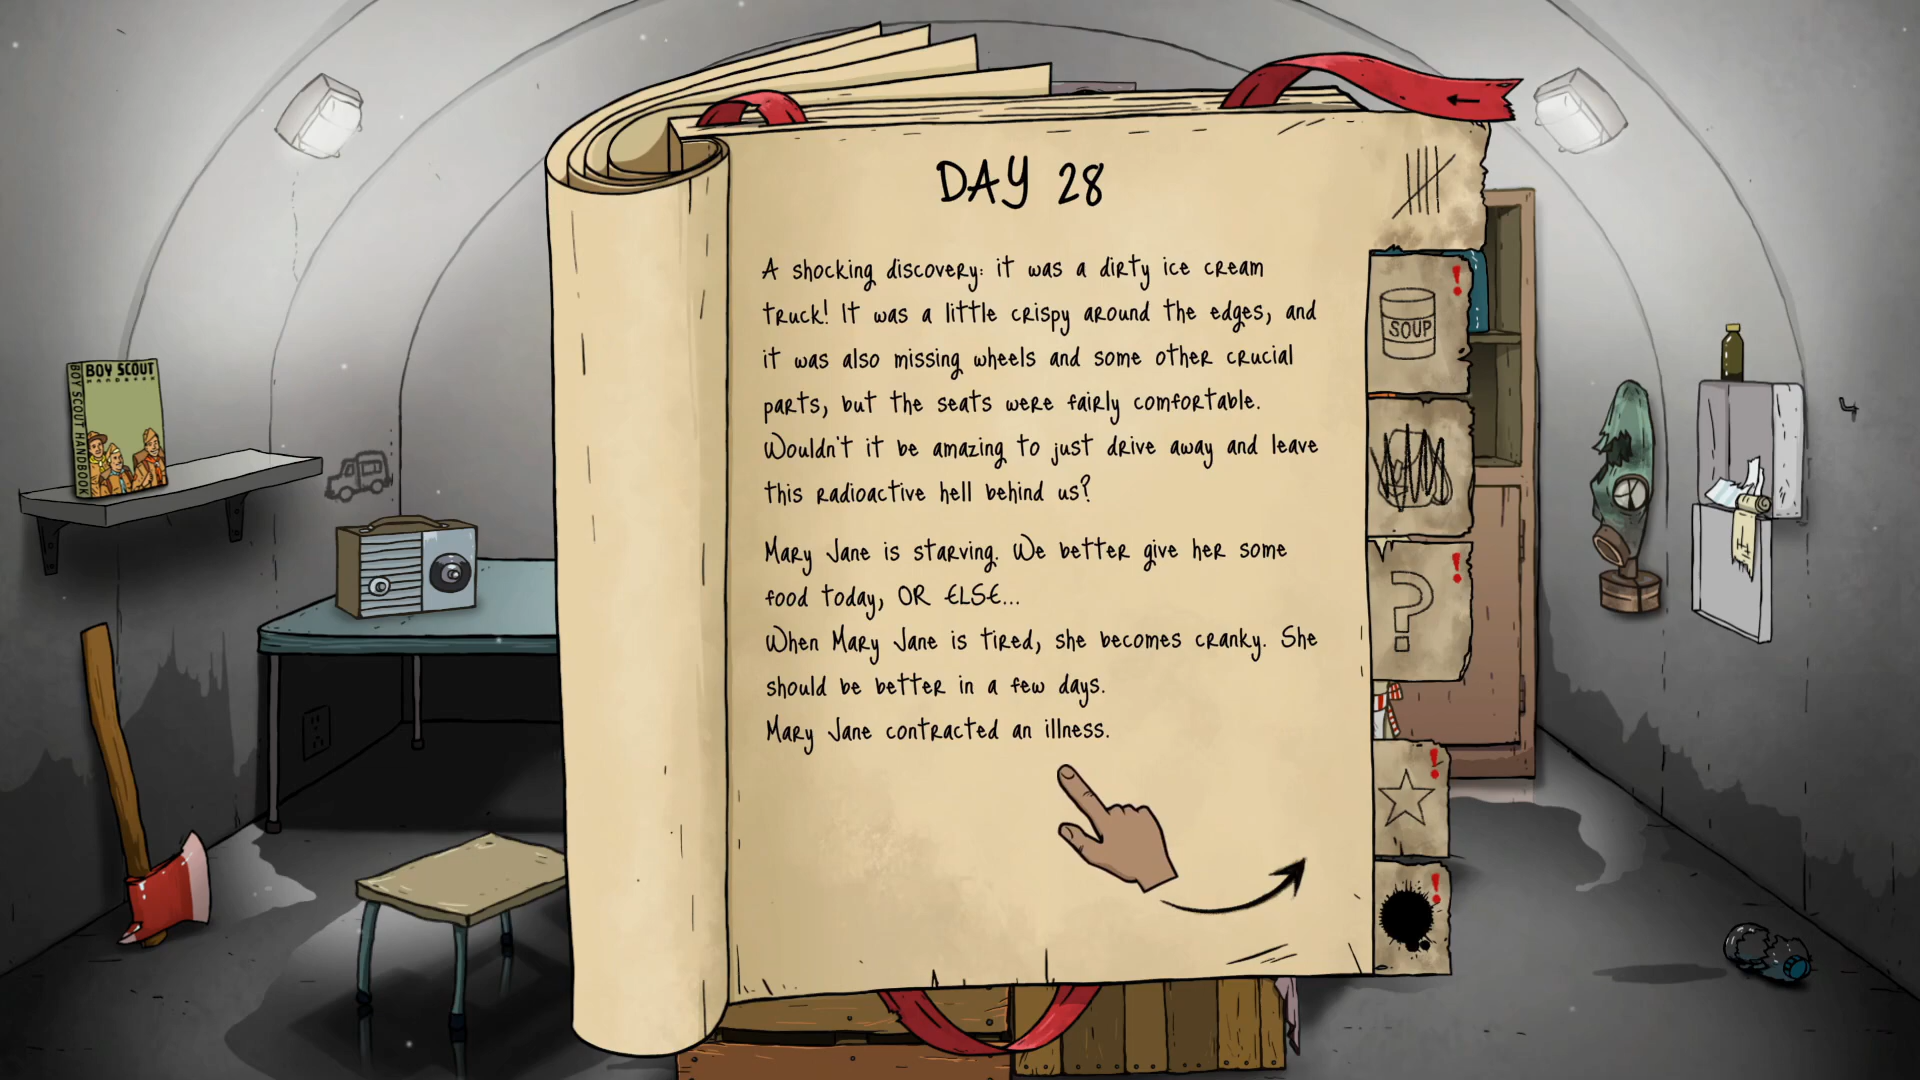 DAY 28
A shocking discovery: it was a dirty ice cream
truck! It was a little crispy around the edges, and
it was also missing wheels and some other crucial
parts, but the seats were fairly comfortable.
Wouldn't it be amazing to just drive away and leave
this radioactive hell behind us?
Mary Jane is starving. We better give her some
food today, OR ELSE...
When Mary Jane is tired, she becomes cranky. She
should be better in a few days.
Mary Jane contracted an illness.
SOUP
BOY SCOUT
HANDBOOK
BOY SCOUT HANDBOOK